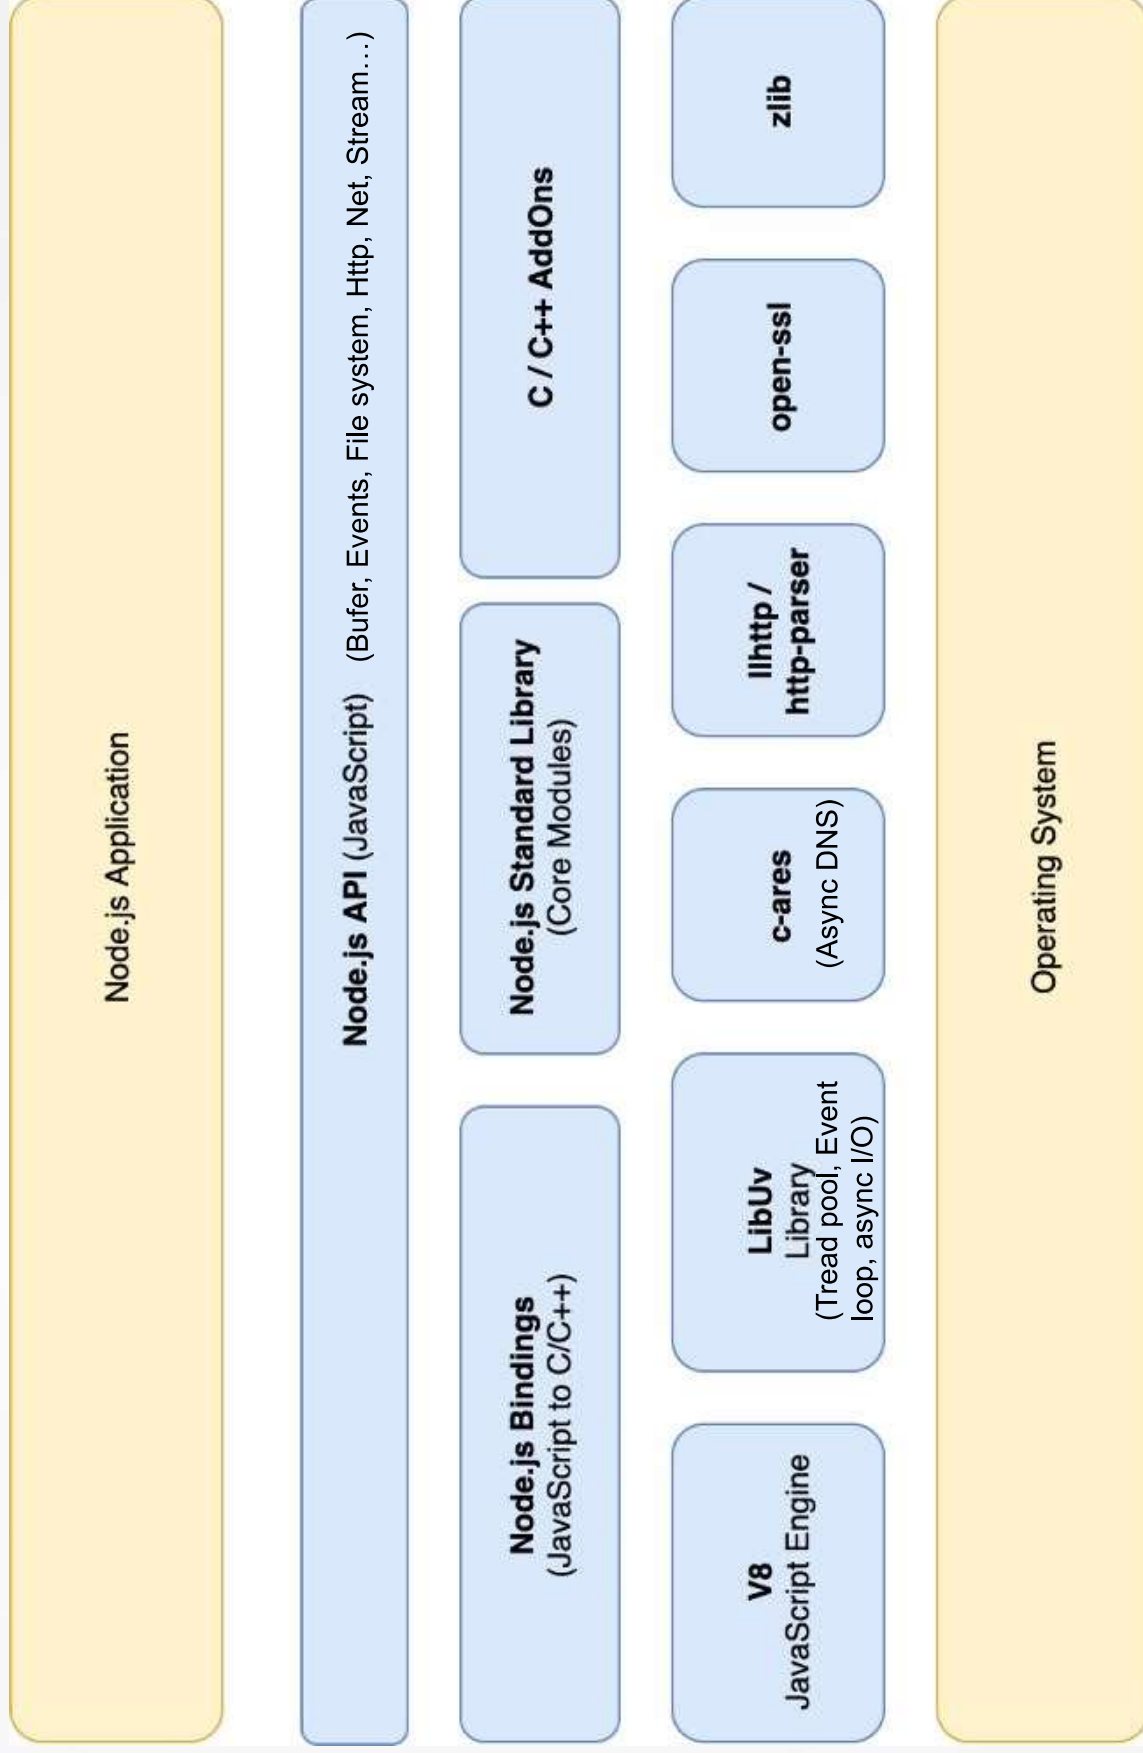 Node.js Application
Node.js API (JavaScript) (Bufer, Events, File system, Http, Net, Stream...)
Node.js Bindings
(JavaScript to C/C++)
Node.js Standard Library
(Core Modules)
C / C++ AddOns
V8
JavaScript Engine
LibUv
Library
(Tread pool, Event
loop, async I/O)
c-ares
(Async DNS)
llhttp /
http-parser
open-ssl
zlib
Operating System